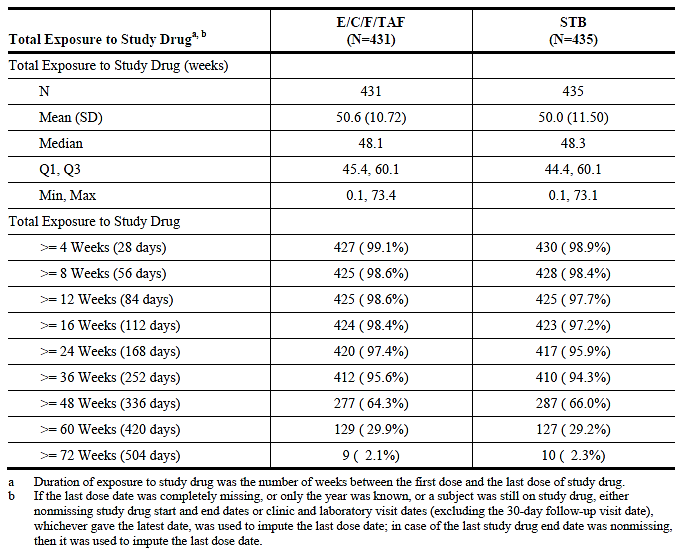 Total Exposure to Study Drug^a, b E/C/F/TAF (N=431) STB (N=435)
Total Exposure to Study Drug (weeks)
N 431 435
Mean (SD) 50.6 (10.72) 50.0 (11.50)
Median 48.1 48.3
Q1, Q3 45.4, 60.1 44.4, 60.1
Min, Max 0.1, 73.4 0.1, 73.1
Total Exposure to Study Drug
>= 4 Weeks (28 days) 427 ( 99.1%) 430 ( 98.9%)
>= 8 Weeks (56 days) 425 ( 98.6%) 428 ( 98.4%)
>= 12 Weeks (84 days) 425 ( 98.6%) 425 ( 97.7%)
>= 16 Weeks (112 days) 424 ( 98.4%) 423 ( 97.2%)
>= 24 Weeks (168 days) 420 ( 97.4%) 417 ( 95.9%)
>= 36 Weeks (252 days) 412 ( 95.6%) 410 ( 94.3%)
>= 48 Weeks (336 days) 277 ( 64.3%) 287 ( 66.0%)
>= 60 Weeks (420 days) 129 ( 29.9%) 127 ( 29.2%)
>= 72 Weeks (504 days) 9 ( 2.1%) 10 ( 2.3%)
a Duration of exposure to study drug was the number of weeks between the first dose and the last dose of study drug.
b If the last dose date was completely missing, or only the year was known, or a subject was still on study drug, either
nonmissing study drug start and end dates or clinic and laboratory visit dates (excluding the 30-day follow-up visit date),
whichever gave the latest date, was used to impute the last dose date; in case of the last study drug end date was nonmissing,
then it was used to impute the last dose date.